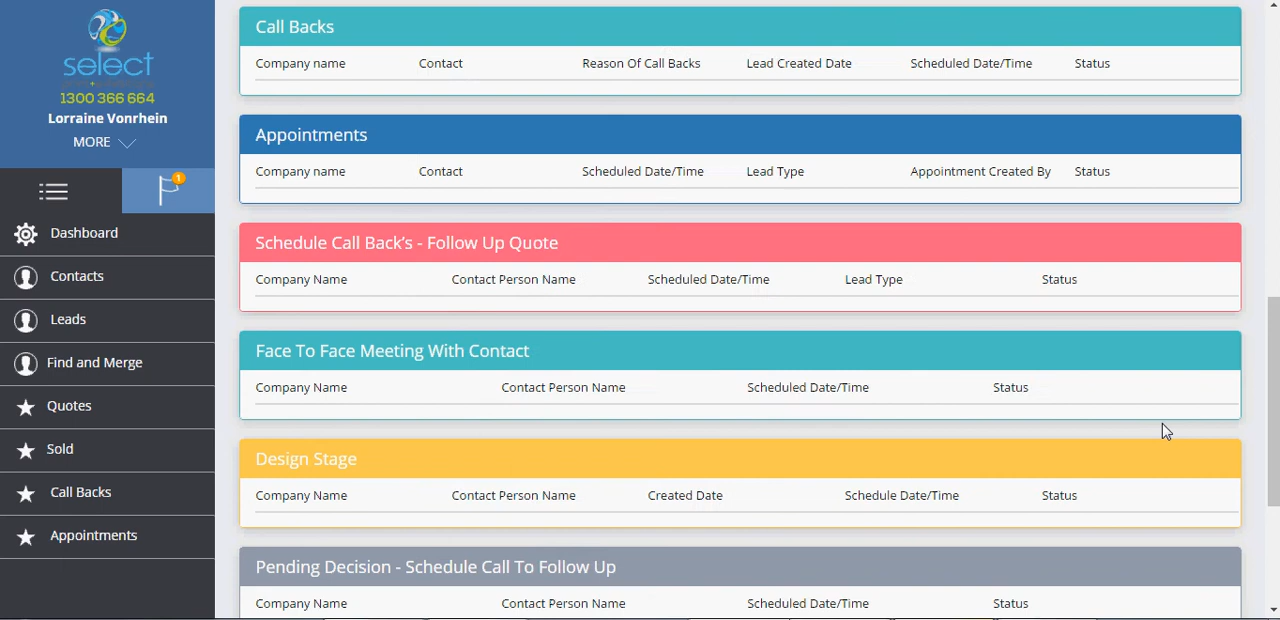 select
1300 366 664
Lorraine Vonrhein
MORE
1
Dashboard
Contacts
Leads
Find and Merge
Quotes
Sold
Call Backs
Appointments
Call Backs
Company name Contact Reason Of Call Backs Lead Created Date Scheduled Date/Time Status
Appointments
Company name Contact Scheduled Date/Time Lead Type Appointment Created By Status
Schedule Call Back's - Follow Up Quote
Company Name Contact Person Name Scheduled Date/Time Lead Type Status
Face To Face Meeting With Contact
Company Name Contact Person Name Scheduled Date/Time Status
Design Stage
Company Name Contact Person Name Created Date Schedule Date/Time Status
Pending Decision - Schedule Call To Follow Up
Company Name Contact Person Name Scheduled Date/Time Status